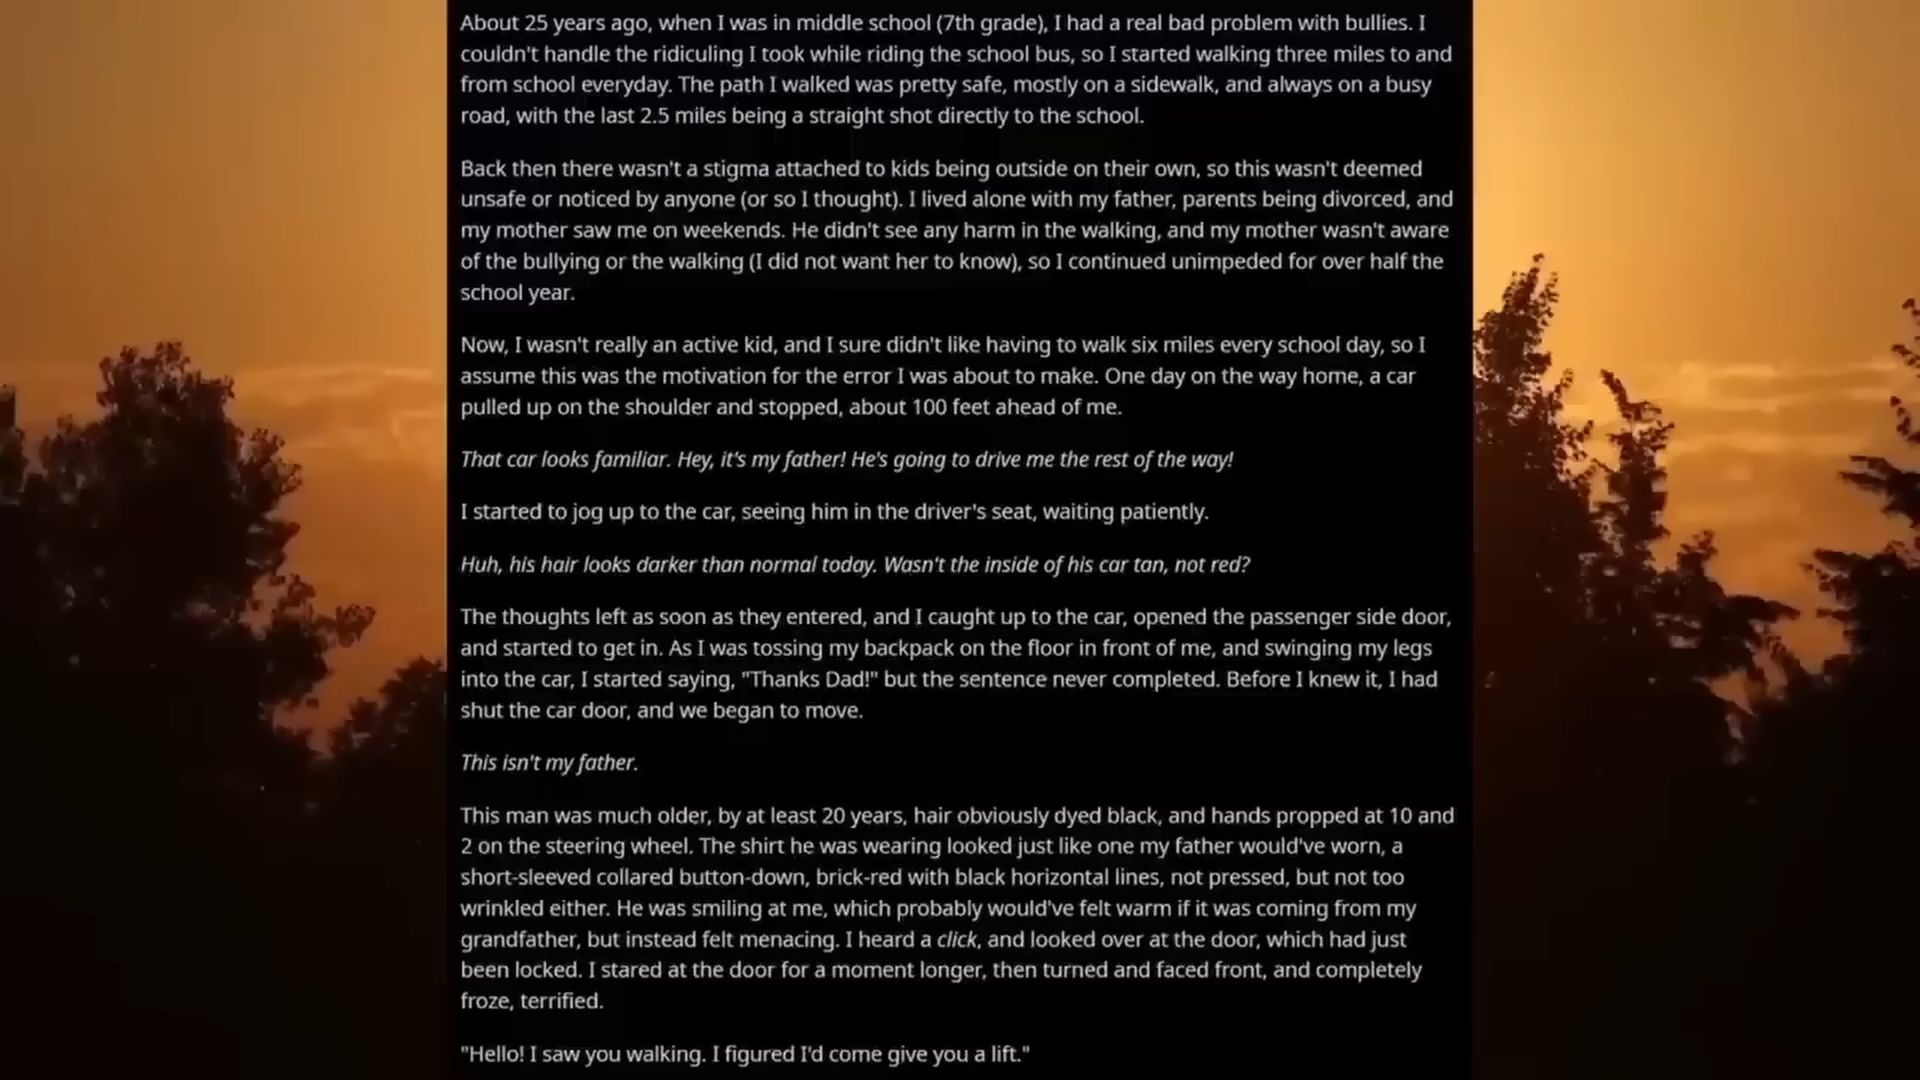 About 25 years ago, when I was in middle school (7th grade), I had a real bad problem with bullies. I
couldn't handle the ridiculing I took while riding the school bus, so I started walking three miles to and
from school everyday. The path I walked was pretty safe, mostly on a sidewalk, and always on a busy
road, with the last 2.5 miles being a straight shot directly to the school.
Back then there wasn't a stigma attached to kids being outside on their own, so this wasn't deemed
unsafe or noticed by anyone (or so I thought). I lived alone with my father, parents being divorced, and
my mother saw me on weekends. He didn't see any harm in the walking, and my mother wasn't aware
of the bullying or the walking (I did not want her to know), so I continued unimpeded for over half the
school year.
Now, I wasn't really an active kid, and I sure didn't like having to walk six miles every school day, so I
assume this was the motivation for the error I was about to make. One day on the way home, a car
pulled up on the shoulder and stopped, about 100 feet ahead of me.
That car looks familiar. Hey, it's my father! He's going to drive me the rest of the way!
I started to jog up to the car, seeing him in the driver's seat, waiting patiently.
Huh, his hair looks darker than normal today. Wasn't the inside of his car tan, not red?
The thoughts left as soon as they entered, and I caught up to the car, opened the passenger side door,
and started to get in. As I was tossing my backpack on the floor in front of me, and swinging my legs
into the car, I started saying, "Thanks Dad!" but the sentence never completed. Before I knew it, I had
shut the car door, and we began to move.
This isn't my father.
This man was much older, by at least 20 years, hair obviously dyed black, and hands propped at 10 and
2 on the steering wheel. The shirt he was wearing looked just like one my father would've worn, a
short-sleeved collared button-down, brick-red with black horizontal lines, not pressed, but not too
wrinkled either. He was smiling at me, which probably would've felt warm if it was coming from my
grandfather, but instead felt menacing. I heard a click, and looked over at the door, which had just
been locked. I stared at the door for a moment longer, then turned and faced front, and completely
froze, terrified.
"Hello! I saw you walking. I figured I'd come give you a lift."